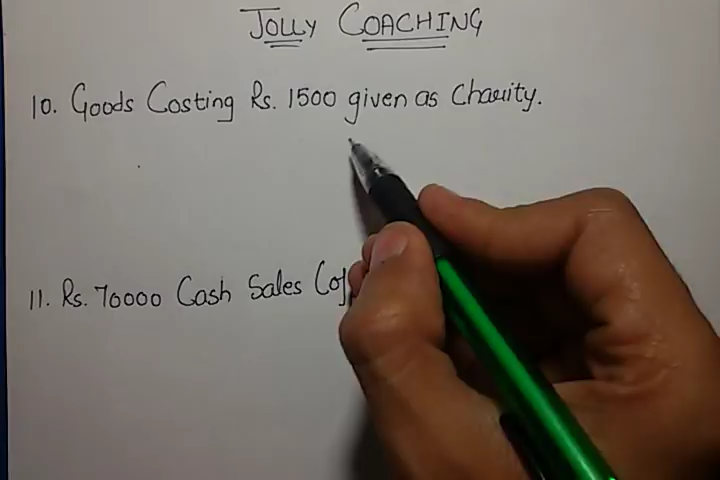 JOLLY COACHING
10. Goods Costing Rs. 1500 given as Charity.
11. Rs. 70000 Cash Sales